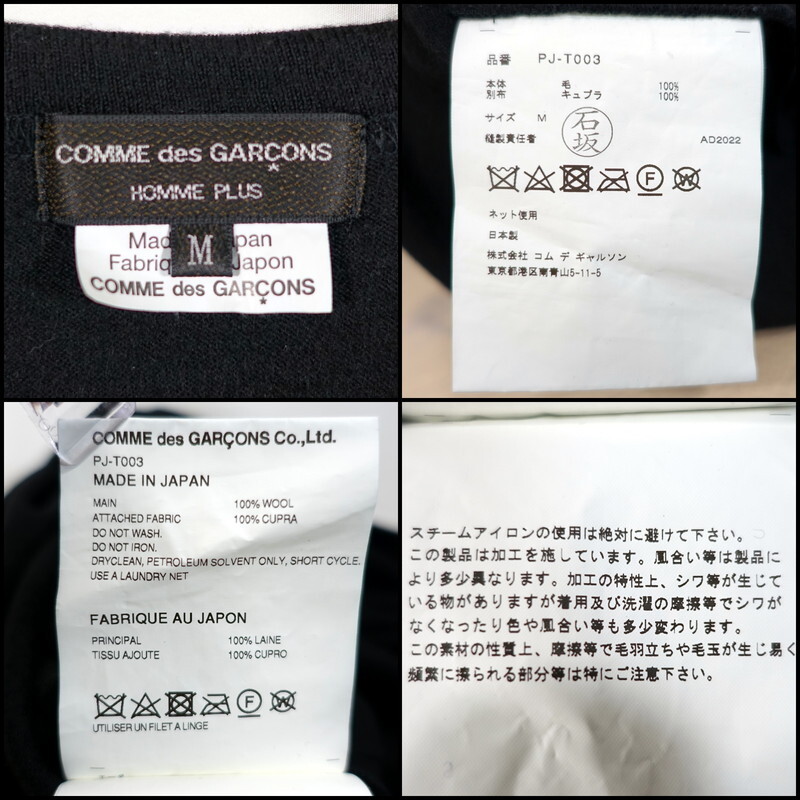 COMME des GARÇONS
HOMME PLUS
M
Made Japan
Fabriq Japon
COMME des GARÇONS
品番 PJ-T003
本体 毛 100%
別布 キュプラ 100%
サイズ M
縫製責任者 石坂 AD2022
F W
ネット使用
日本製
株式会社 コム デ ギャルソン
東京都港区南青山5-11-5
COMME des GARÇONS Co.,Ltd.
PJ-T003
MADE IN JAPAN
MAIN 100% WOOL
ATTACHED FABRIC 100% CUPRA
DO NOT WASH.
DO NOT IRON.
DRYCLEAN, PETROLEUM SOLVENT ONLY, SHORT CYCLE.
USE A LAUNDRY NET
FABRIQUE AU JAPON
PRINCIPAL 100% LAINE
TISSU AJOUTE 100% CUPRO
F W
UTILISER UN FILET A LINGE
スチームアイロンの使用は絶対に避けて下さい。
この製品は加工を施しています。風合い等は製品に
より多少異なります。加工の特性上、シワ等が生じて
いる物がありますが着用及び洗濯の摩擦等でシワが
なくなったり色や風合い等も多少変わります。
この素材の性質上、摩擦等で毛羽立ちや毛玉が生じ易く
頻繁に擦られる部分等は特にご注意下さい。